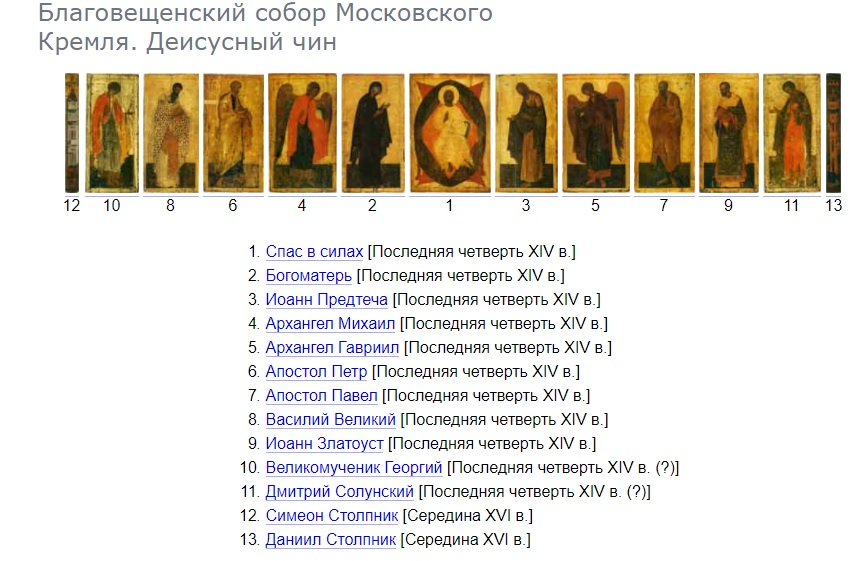 Благовещенский собор Московского
Кремля. Деисусный чин
12 10 8 6 4 2 1 3 5 7 9 11 13
1. Спас в силах [Последняя четверть XIV в.]
2. Богоматерь [Последняя четверть XIV в.]
3. Иоанн Предтеча [Последняя четверть XIV в.]
4. Архангел Михаил [Последняя четверть XIV в.]
5. Архангел Гавриил [Последняя четверть XIV в.]
6. Апостол Петр [Последняя четверть XIV в.]
7. Апостол Павел [Последняя четверть XIV в.]
8. Василий Великий [Последняя четверть XIV в.]
9. Иоанн Златоуст [Последняя четверть XIV в.]
10. Великомученик Георгий [Последняя четверть XIV в. (?)]
11. Дмитрий Солунский [Последняя четверть XIV в. (?)]
12. Симеон Столпник [Середина XVI в.]
13. Даниил Столпник [Середина XVI в.]